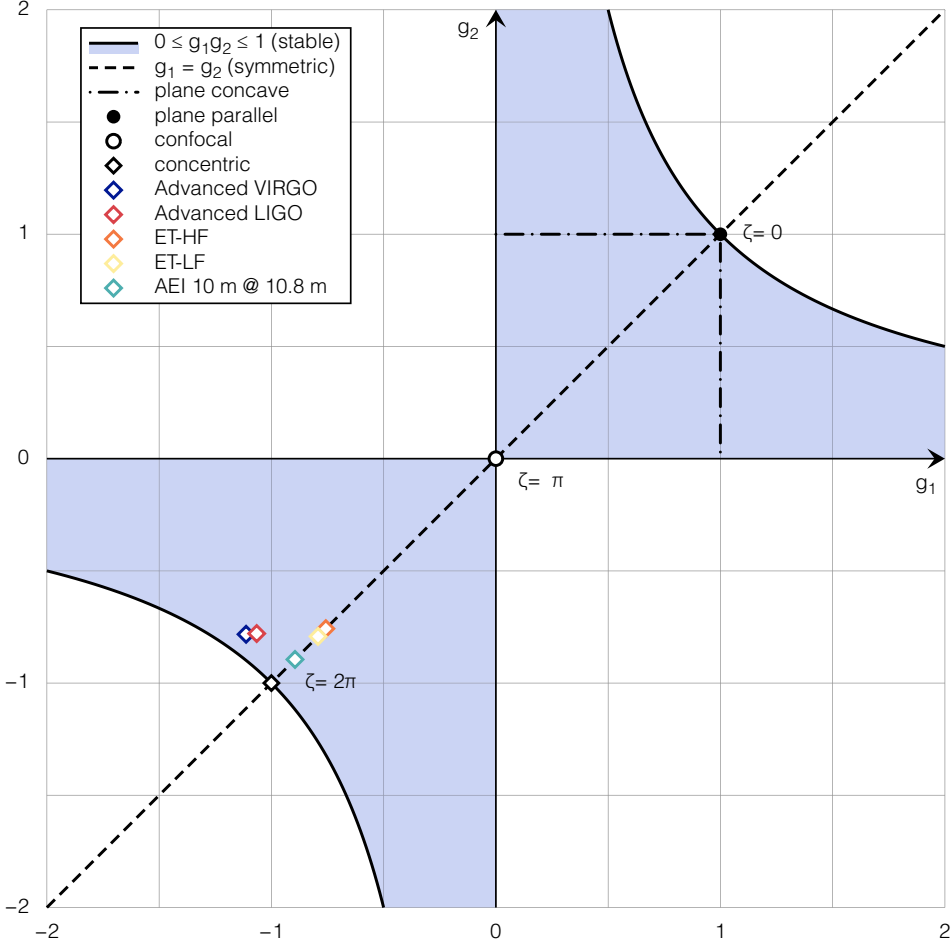 2
g₂
0 ≤ g₁g₂ ≤ 1 (stable)
g₁ = g₂ (symmetric)
plane concave
plane parallel
confocal
concentric
Advanced VIRGO
Advanced LIGO
ET-HF
ET-LF
AEI 10 m @ 10.8 m
1
ζ= 0
0
ζ= π
g₁
−1
ζ= 2π
−2
−2 −1 0 1 2